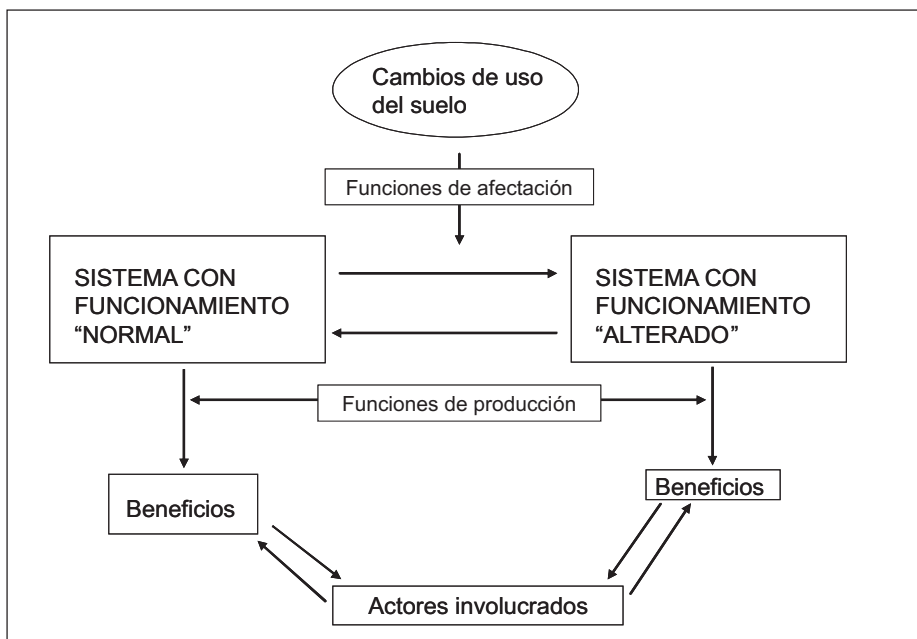 Cambios de uso
del suelo
Funciones de afectación
SISTEMA CON
FUNCIONAMIENTO
“NORMAL”
SISTEMA CON
FUNCIONAMIENTO
“ALTERADO”
Funciones de producción
Beneficios
Beneficios
Actores involucrados